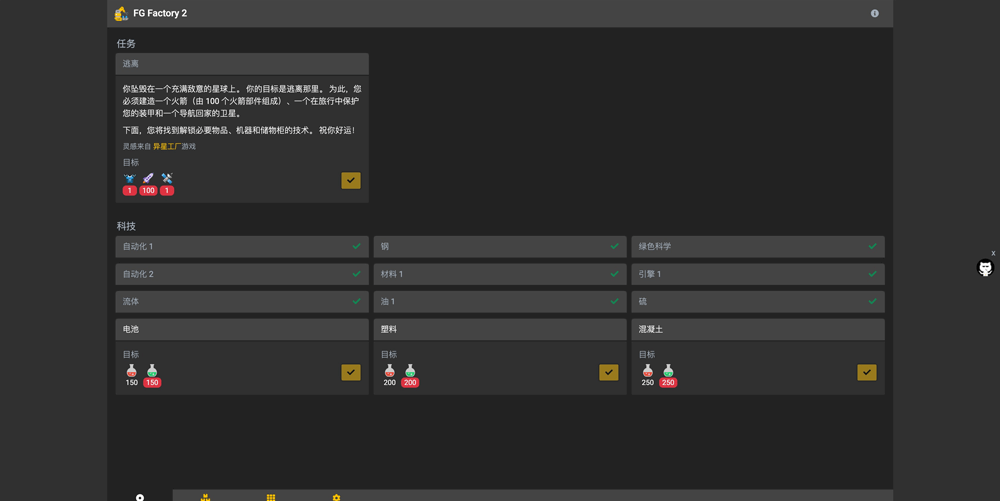 FG Factory 2
任务
逃离
你坠毁在一个充满敌意的星球上。 你的目标是逃离那里。 为此，您
必须建造一个火箭（由 100 个火箭部件组成）、一个在旅行中保护
您的装甲和一个导航回家的卫星。
下面，您将找到解锁必要物品、机器和储物柜的技术。 祝你好运！
灵感来自 异星工厂游戏
目标
1 100 1
科技
自动化 1 钢 绿色科学
自动化 2 材料 1 引擎 1
流体 油 1 硫
电池 塑料 混凝土
目标 目标 目标
150 150 200 200 250 250
x